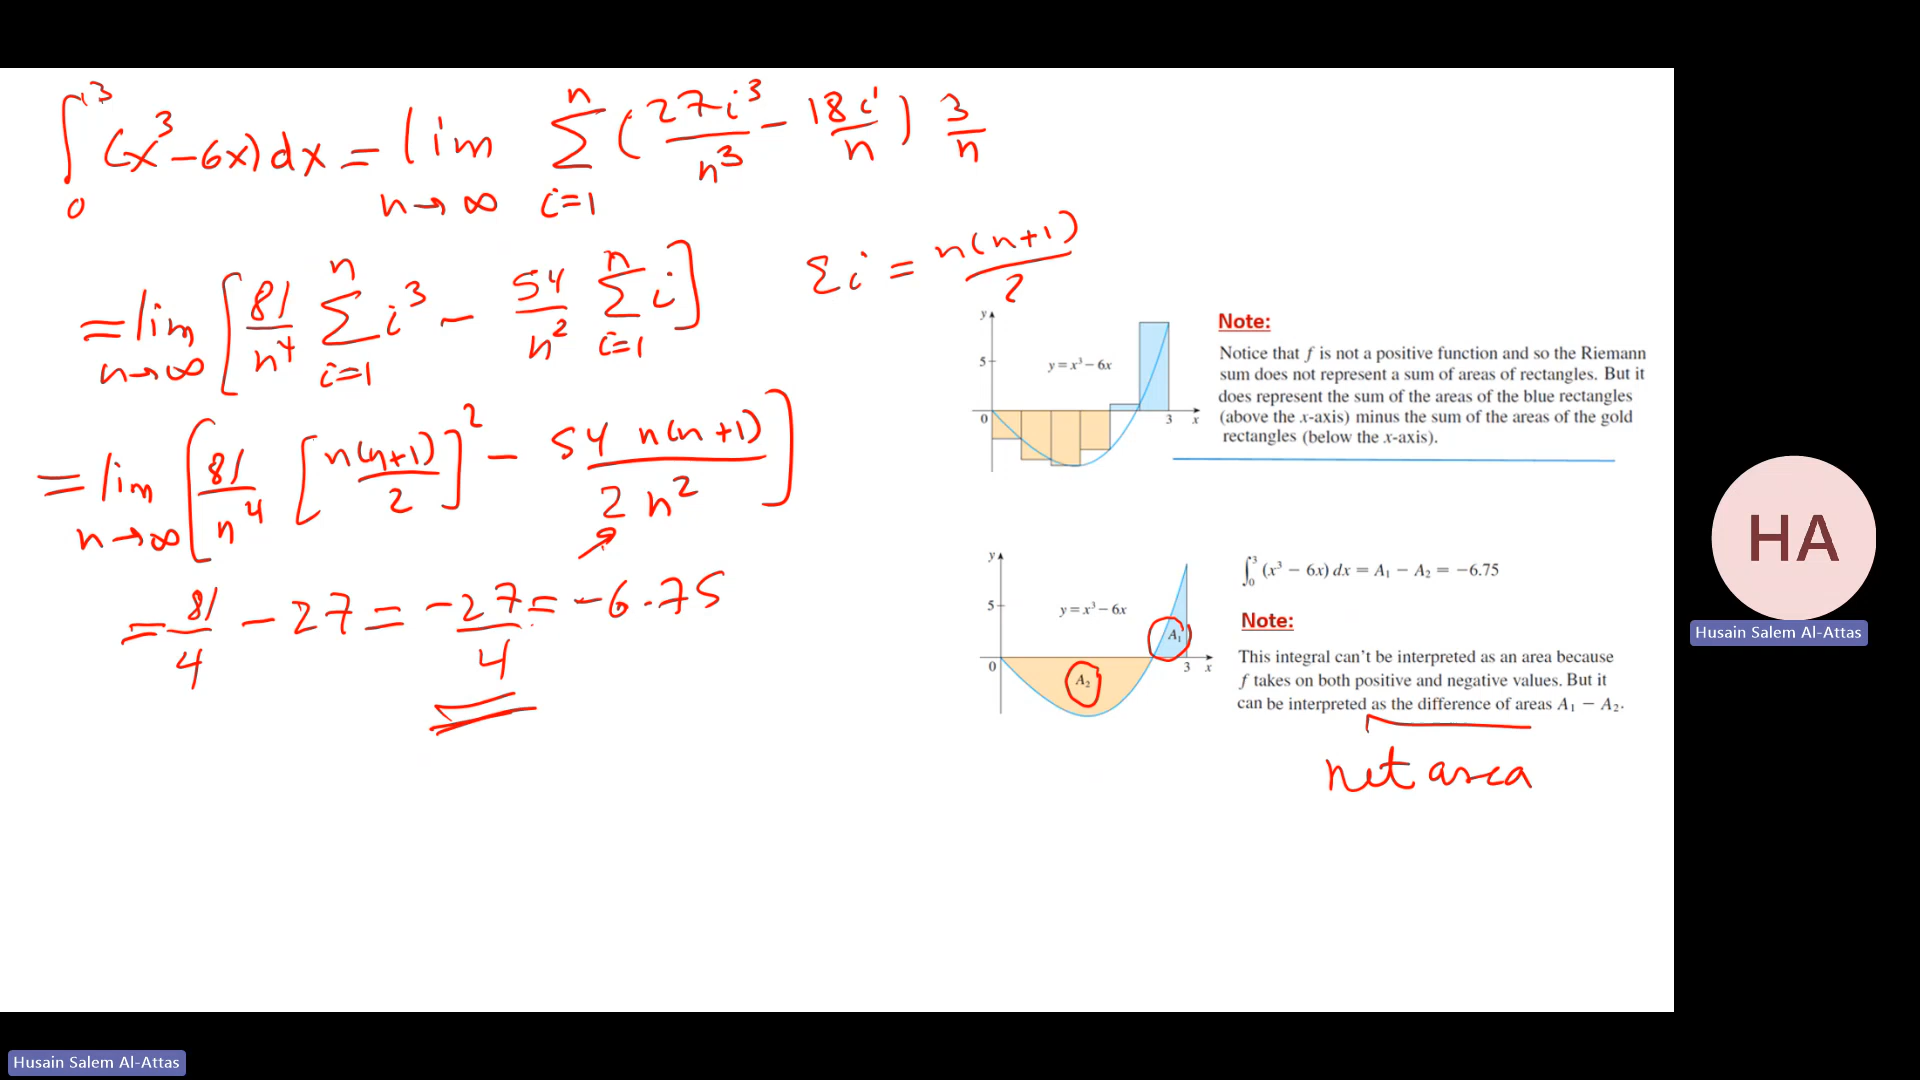 ∫₀³ (x³ − 6x) dx = lim n→∞ Σ i=1 n (27i³/n³ − 18i/n) 3/n
= lim n→∞ [81/n⁴ Σ i=1 n i³ − 54/n² Σ i=1 n i]
Σi = n(n+1)/2
= lim n→∞ [81/n⁴ [n(n+1)/2]² − 54 n(n+1)/2n²]
= 81/4 − 27 = −27/4 = −6.75
y
5
y = x³ − 6x
0
3
x
Note:
Notice that f is not a positive function and so the Riemann
sum does not represent a sum of areas of rectangles. But it
does represent the sum of the areas of the blue rectangles
(above the x-axis) minus the sum of the areas of the gold
rectangles (below the x-axis).
y
5
y = x³ − 6x
A₁
A₂
0
3
x
∫₀³ (x³ − 6x) dx = A₁ − A₂ = −6.75
Note:
This integral can’t be interpreted as an area because
f takes on both positive and negative values. But it
can be interpreted as the difference of areas A₁ − A₂.
net area
HA
Husain Salem Al-Attas
Husain Salem Al-Attas